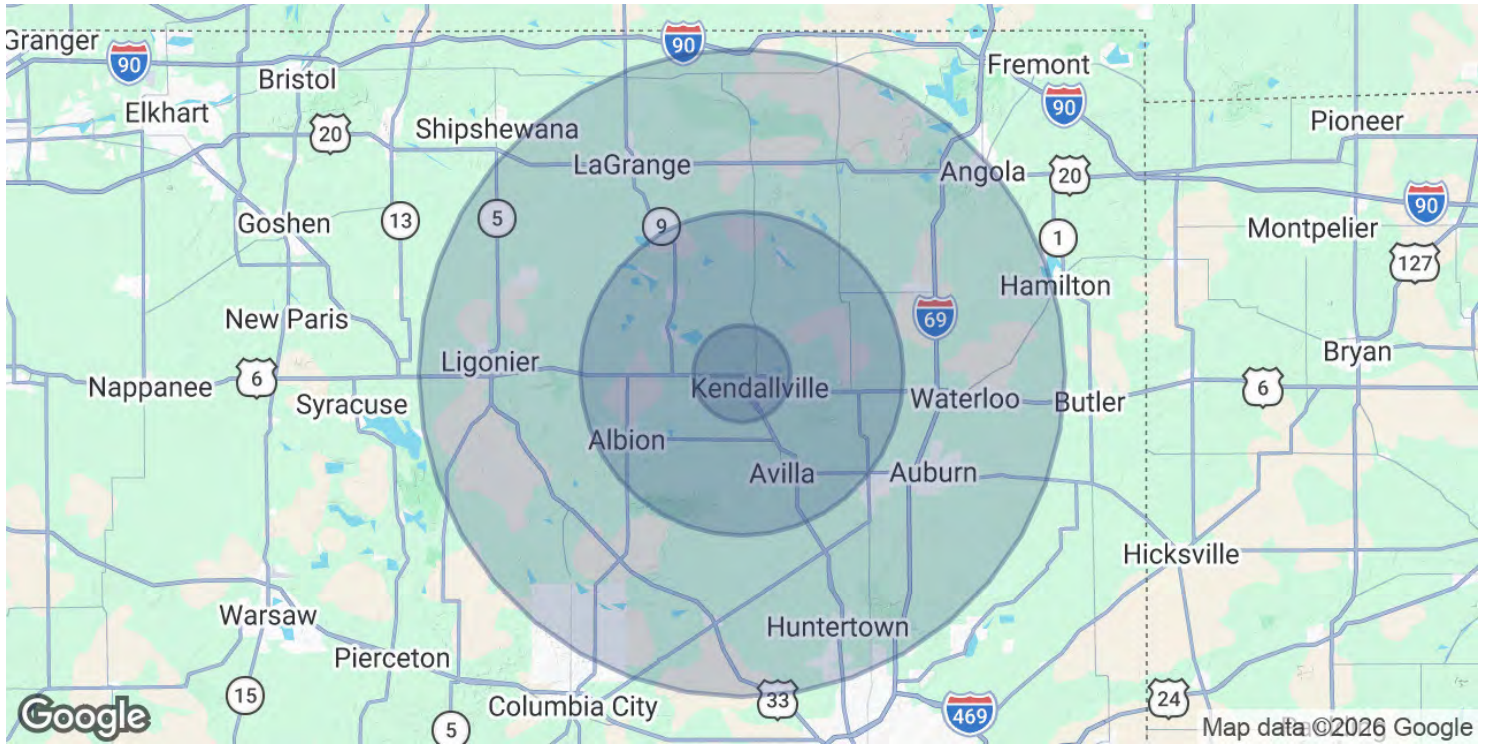 Granger
90
90
Bristol
Fremont
Elkhart
90
20
Shipshewana
Pioneer
LaGrange
Angola
20
90
Goshen
13
5
9
1
Montpelier
127
Hamilton
New Paris
69
Ligonier
Bryan
Nappanee
6
Kendallville
6
Syracuse
Waterloo
Butler
Albion
Avilla
Auburn
Hicksville
Warsaw
Huntertown
Pierceton
15
Columbia City
33
24
5
469
Google
Map data ©2026 Google